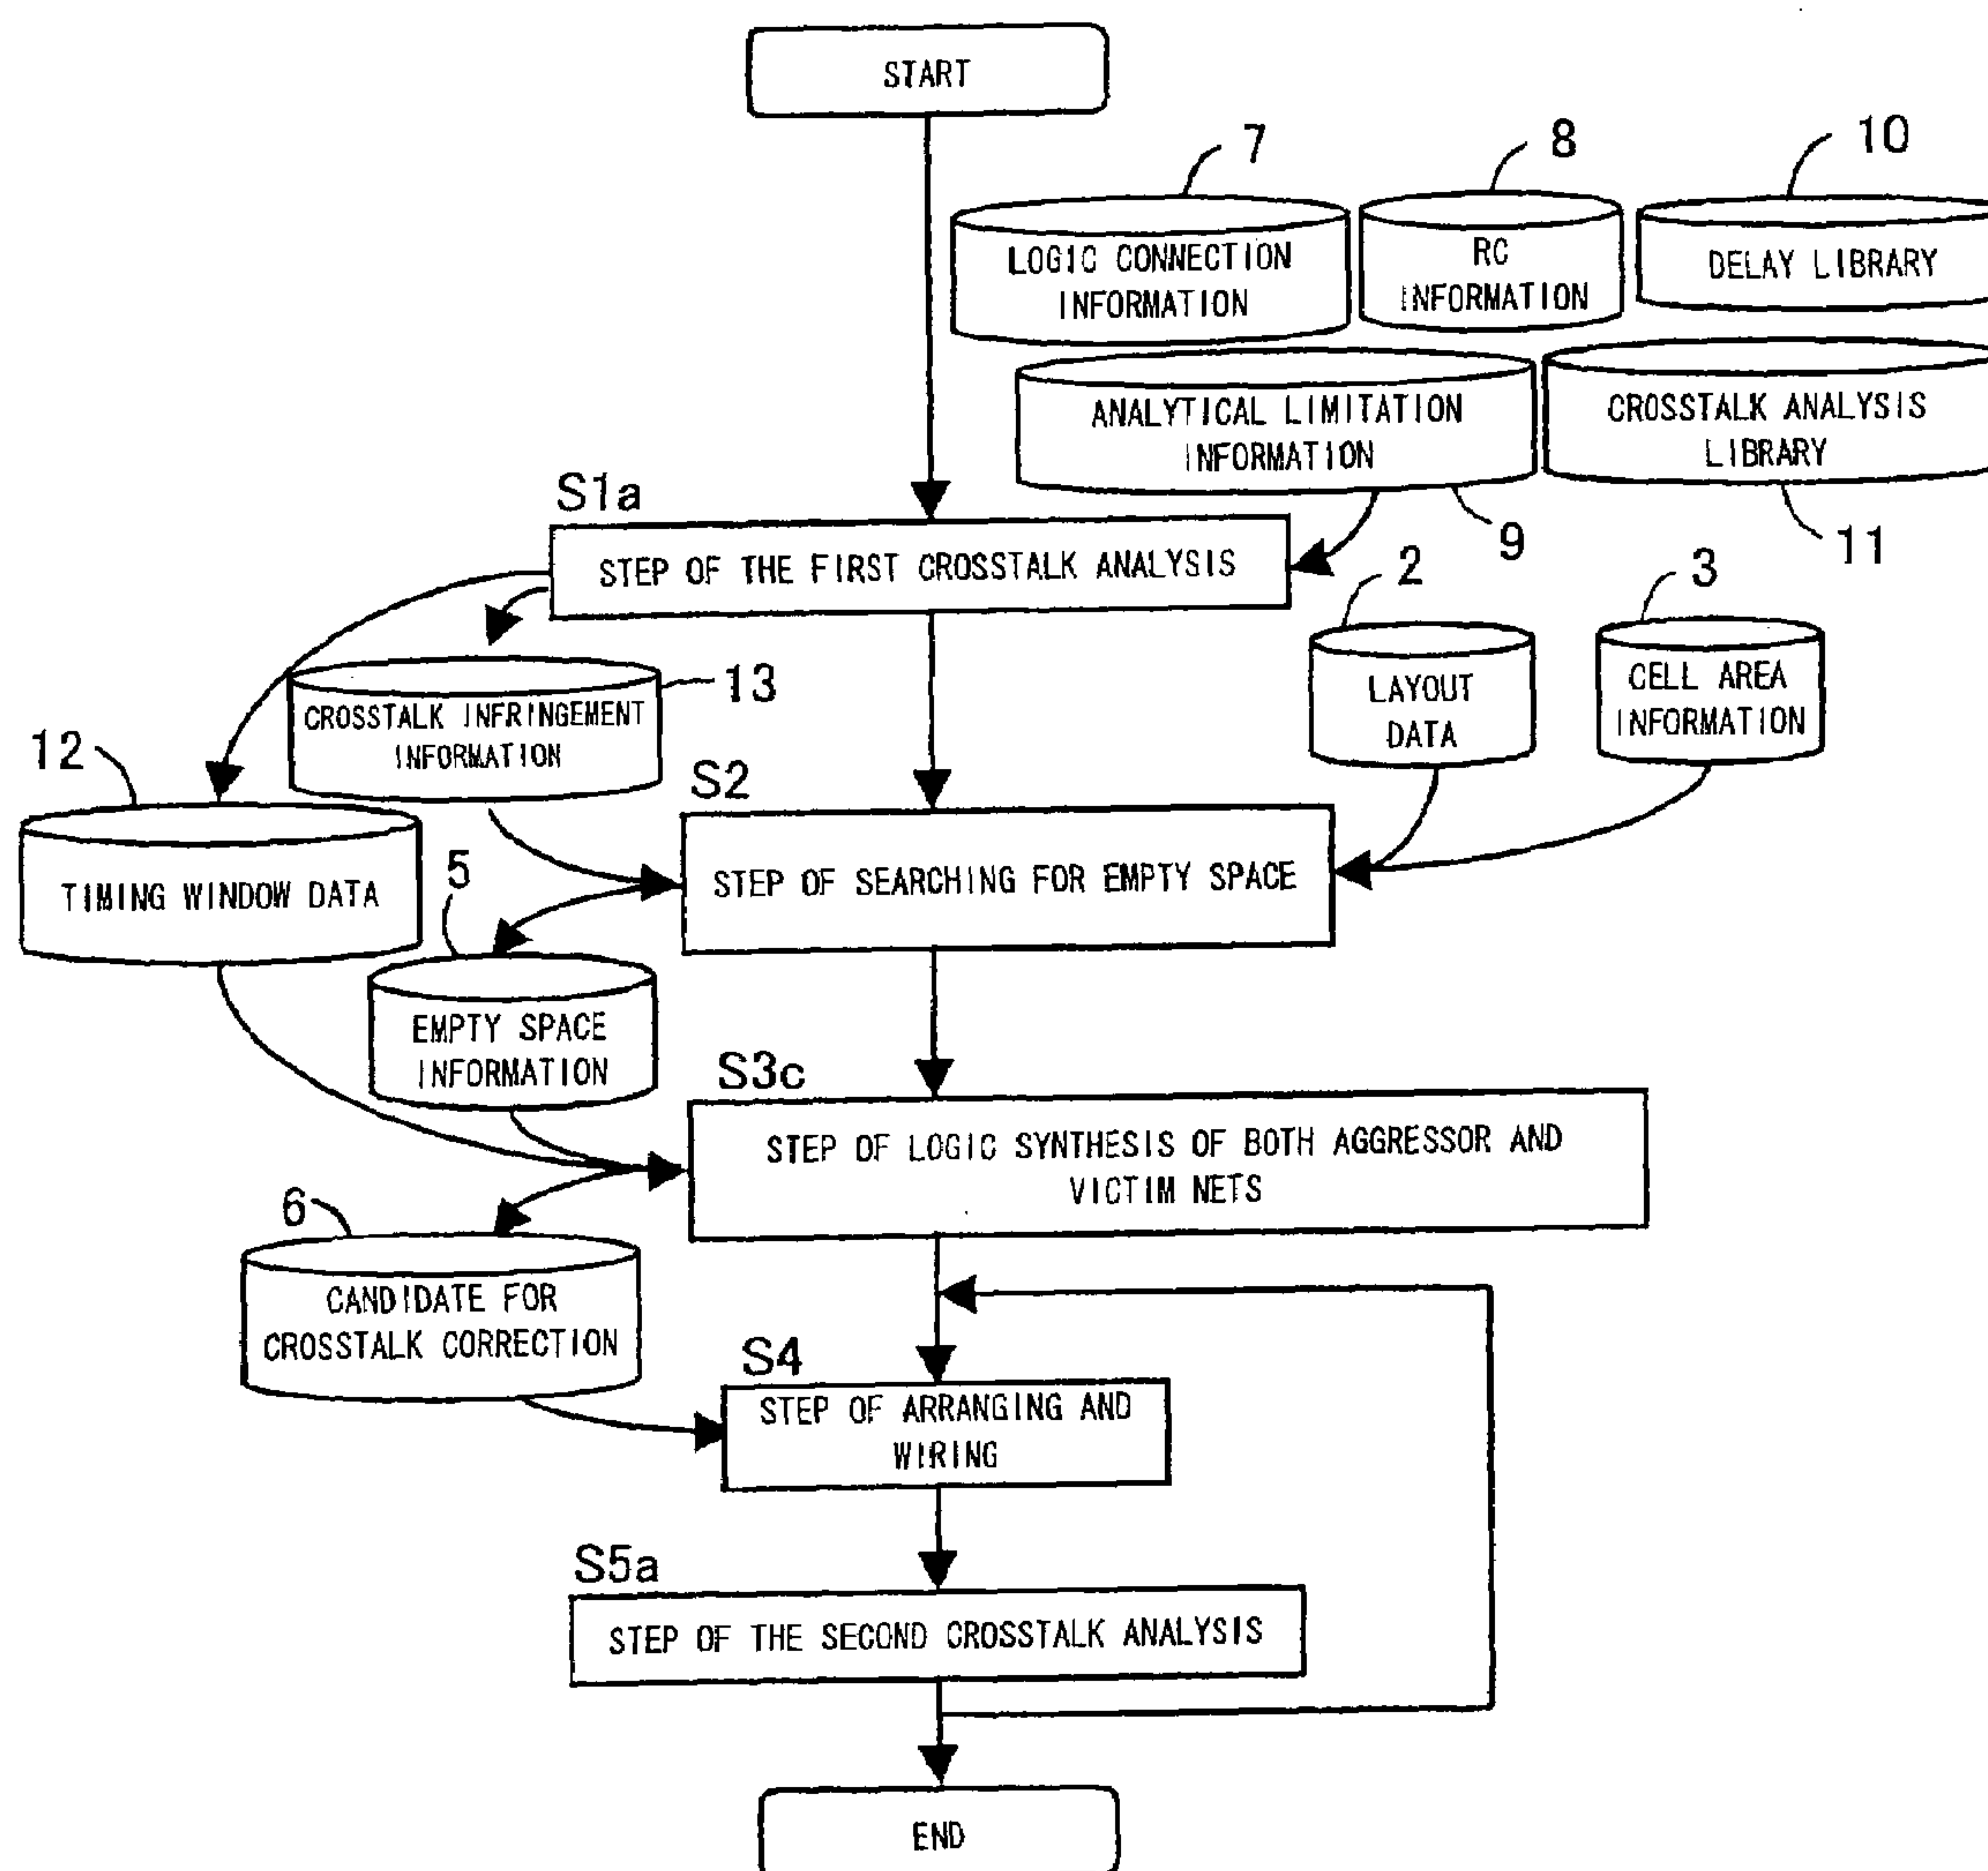 START
7
8
10
LOGIC CONNECTION
INFORMATION
RC
INFORMATION
DELAY LIBRARY
ANALYTICAL LIMITATION
INFORMATION
CROSSTALK ANALYSIS
LIBRARY
S1a
9
11
STEP OF THE FIRST CROSSTALK ANALYSIS
2
3
LAYOUT
DATA
CELL AREA
INFORMATION
13
CROSSTALK INFRINGEMENT
INFORMATION
12
S2
TIMING WINDOW DATA
5
STEP OF SEARCHING FOR EMPTY SPACE
EMPTY SPACE
INFORMATION
S3c
STEP OF LOGIC SYNTHESIS OF BOTH AGGRESSOR AND
VICTIM NETS
6
CANDIDATE FOR
CROSSTALK CORRECTION
S4
STEP OF ARRANGING AND
WIRING
S5a
STEP OF THE SECOND CROSSTALK ANALYSIS
END